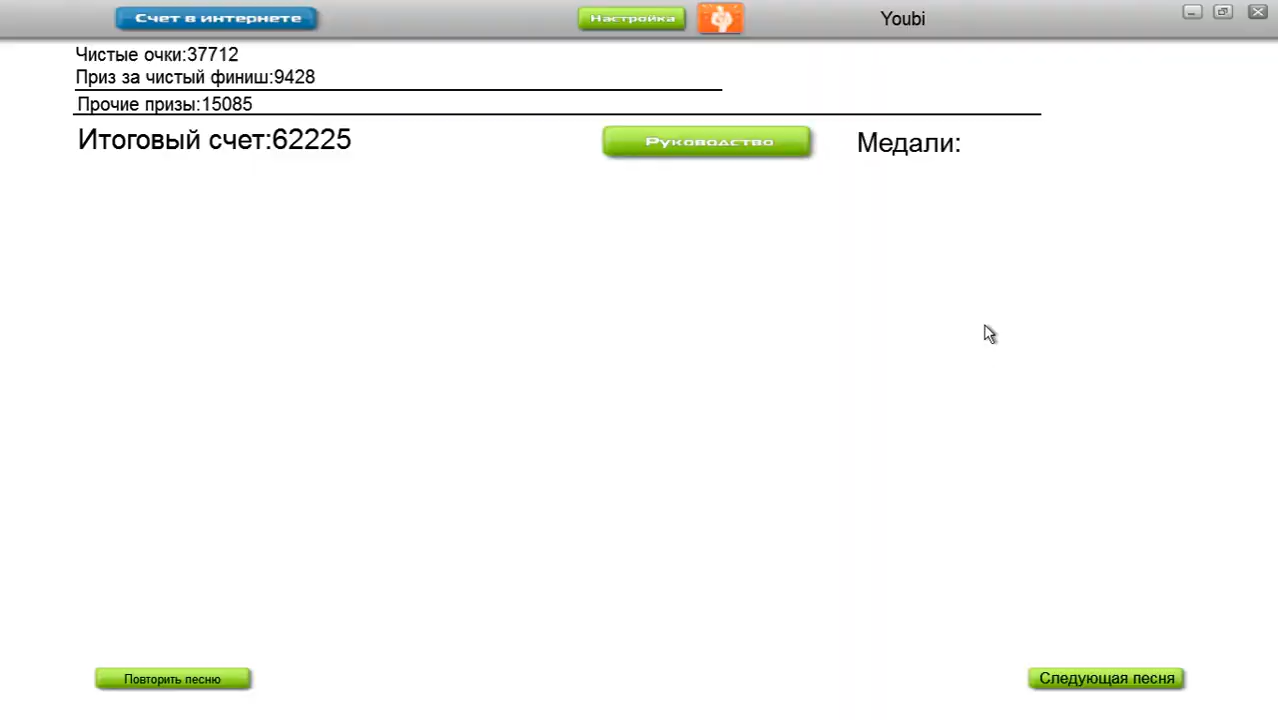 Счет в интернете Настройка Youbi
Чистые очки:37712
Приз за чистый финиш:9428
Прочие призы:15085
Итоговый счет:62225 Руководство Медали:
Повторить песню Следующая песня